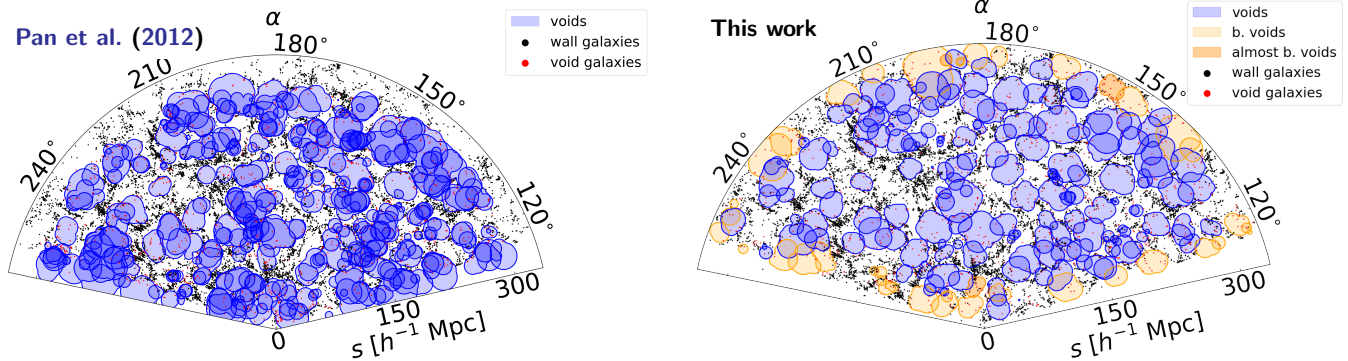 Pan et al. (2012)
α
180°
210
150°
240°
120°
300
150
0
s [h⁻¹ Mpc]
voids
wall galaxies
void galaxies
This work
α
180°
210
150°
240°
120°
300
150
0
s [h⁻¹ Mpc]
voids
b. voids
almost b. voids
wall galaxies
void galaxies